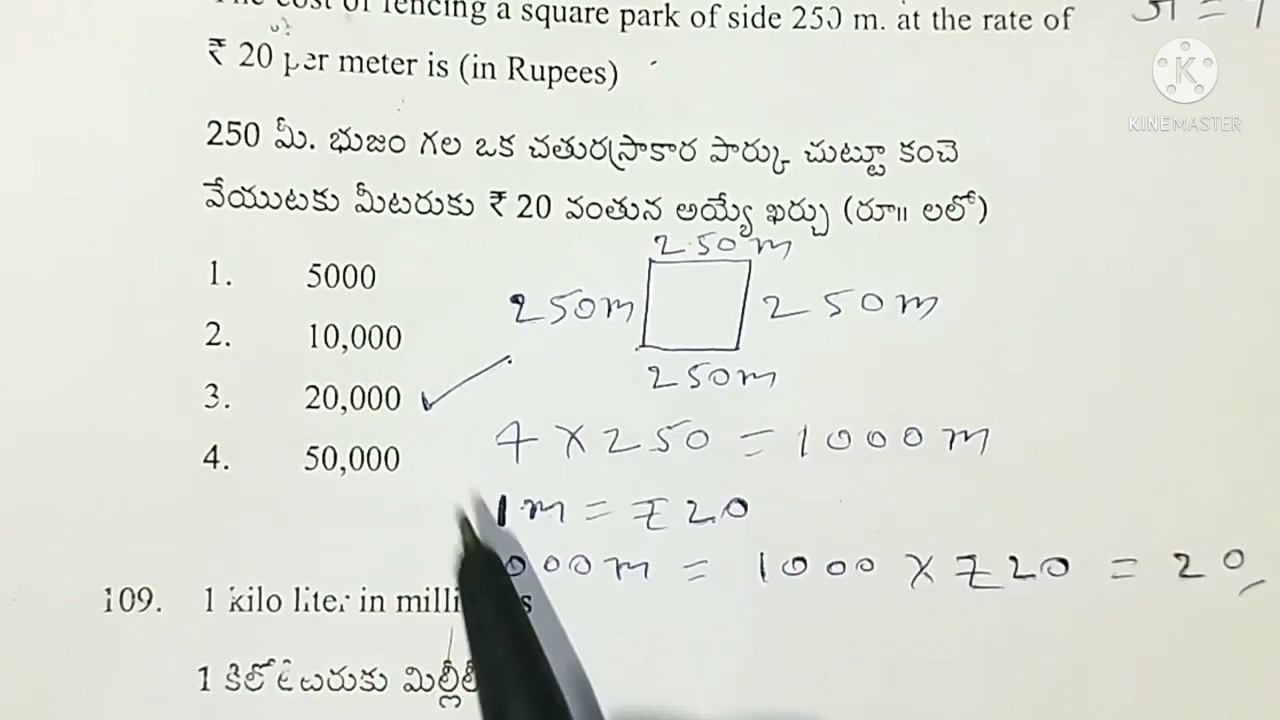 The cost of fencing a square park of side 250 m. at the rate of
₹ 20 per meter is (in Rupees)
250 మీ. భుజం గల ఒక చతురస్రాకార పార్కు చుట్టూ కంచె
వేయుటకు మీటరుకు ₹ 20 వంతున అయ్యే ఖర్చు (రూ॥ లలో)
1. 5000
2. 10,000
3. 20,000
4. 50,000
250m
250m 250m
250m
4 × 250 = 1000m
1m = ₹20
000m = 1000 × ₹20 = 20,
109. 1 kilo liter in milli
1 కిలోలీటరుకు
KINEMASTER